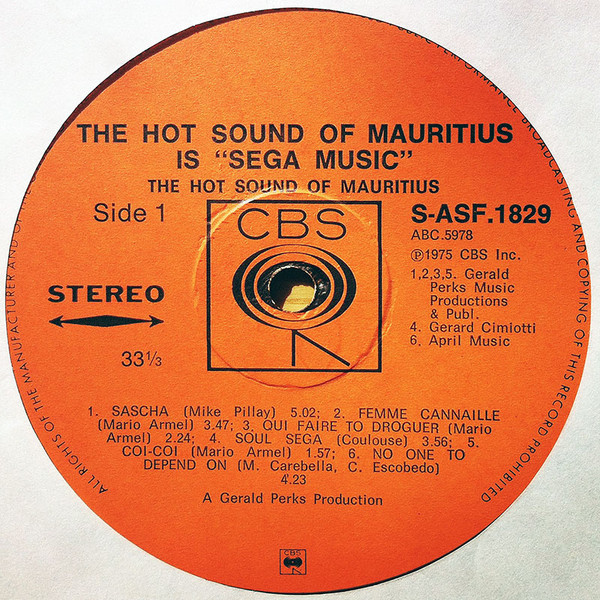 THE HOT SOUND OF MAURITIUS
IS "SEGA MUSIC"
THE HOT SOUND OF MAURITIUS
Side 1
CBS
S-ASF.1829
ABC.5978
℗1975 CBS Inc.
1,2,3,5. Gerald
Perks Music
Productions
& Publ.
4. Gerard Cimiotti
6. April Music
STEREO
33⅓
1. SASCHA (Mike Pillay) 5.02; 2. FEMME CANNAILLE
(Mario Armel) 3.47; 3. QUI FAIRE TO DROGUER (Mario
Armel) 2.24; 4. SOUL SEGA (Coulouse) 3.56; 5.
COI-COI (Mario Armel) 1.57; 6. NO ONE TO
DEPEND ON (M. Carebella, C. Escobedo)
4.23
A Gerald Perks Production
CBS
ALL RIGHTS OF THE MANUFACTURER AND OF
PERFORMANCE BROADCASTING AND COPYING OF THIS RECORD PROHIBITED